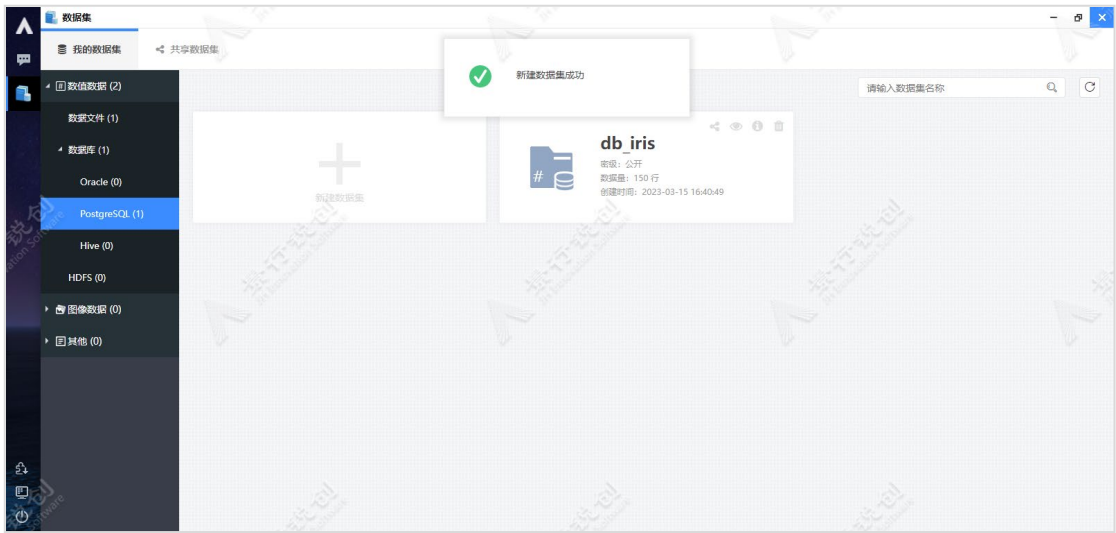 数据集
我的数据集
共享数据集
新建数据集成功
数值数据 (2)
请输入数据集名称
数据文件 (1)
数据库 (1)
Oracle (0)
PostgreSQL (1)
Hive (0)
HDFS (0)
图像数据 (0)
其他 (0)
新建数据集
#
db_iris
密级：公开
数据量：150 行
创建时间：2023-03-15 16:40:49